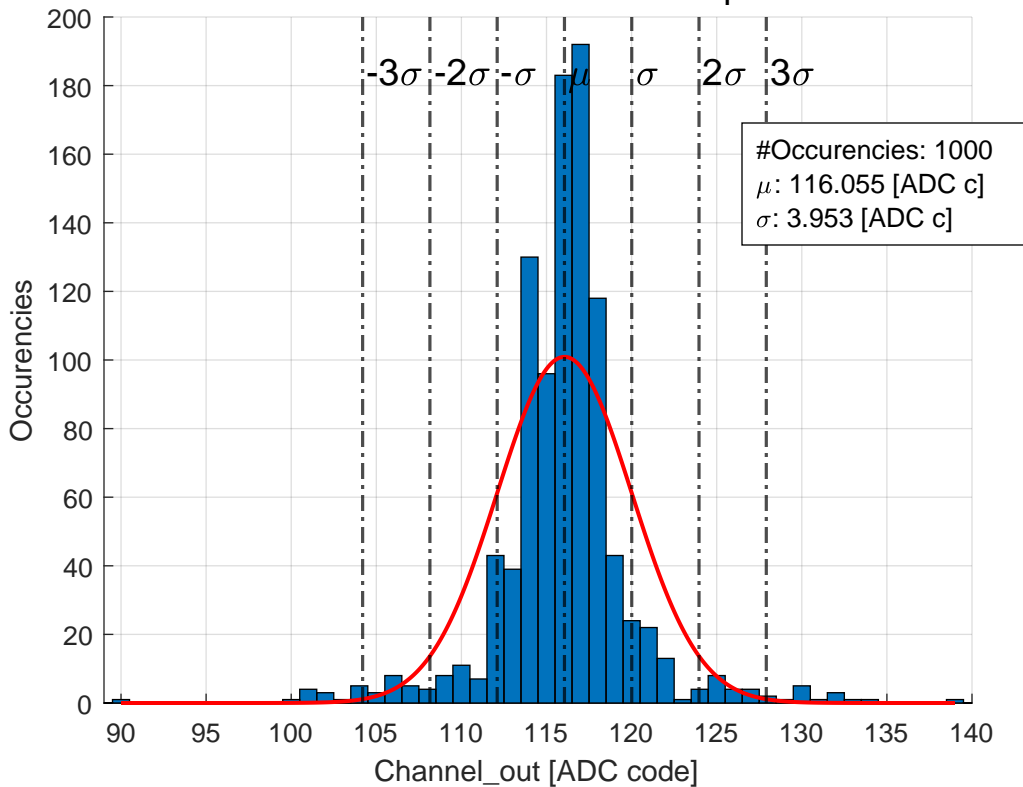 200
180
160
140
120
100
80
60
40
20
0
Occurencies
-3σ -2σ -σ μ σ 2σ 3σ
#Occurencies: 1000
μ: 116.055 [ADC c]
σ: 3.953 [ADC c]
90 95 100 105 110 115 120 125 130 135 140
Channel_out [ADC code]